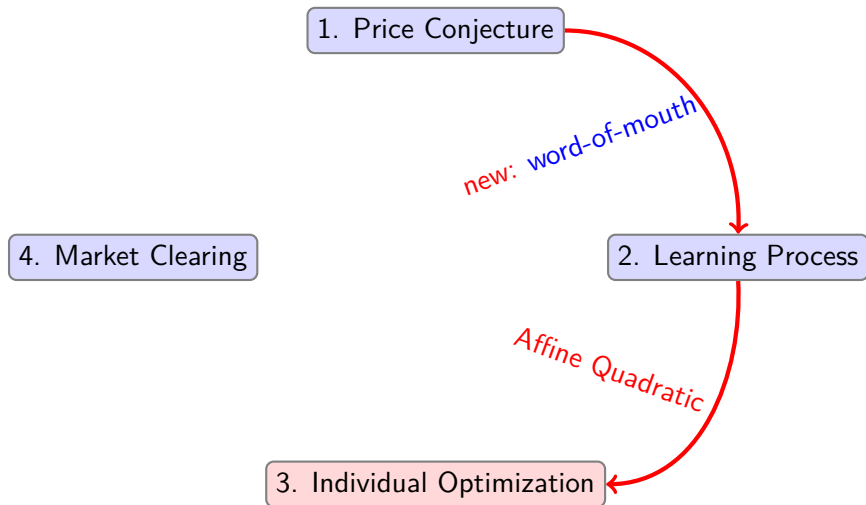 1. Price Conjecture
new: word-of-mouth
4. Market Clearing
2. Learning Process
Affine Quadratic
3. Individual Optimization